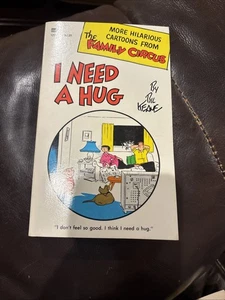 MORE HILARIOUS
CARTOONS FROM
The FAMILY CIRCUS
I NEED
A HUG
By
Bil
KEANE
"I don't feel so good. I think I need a hug."